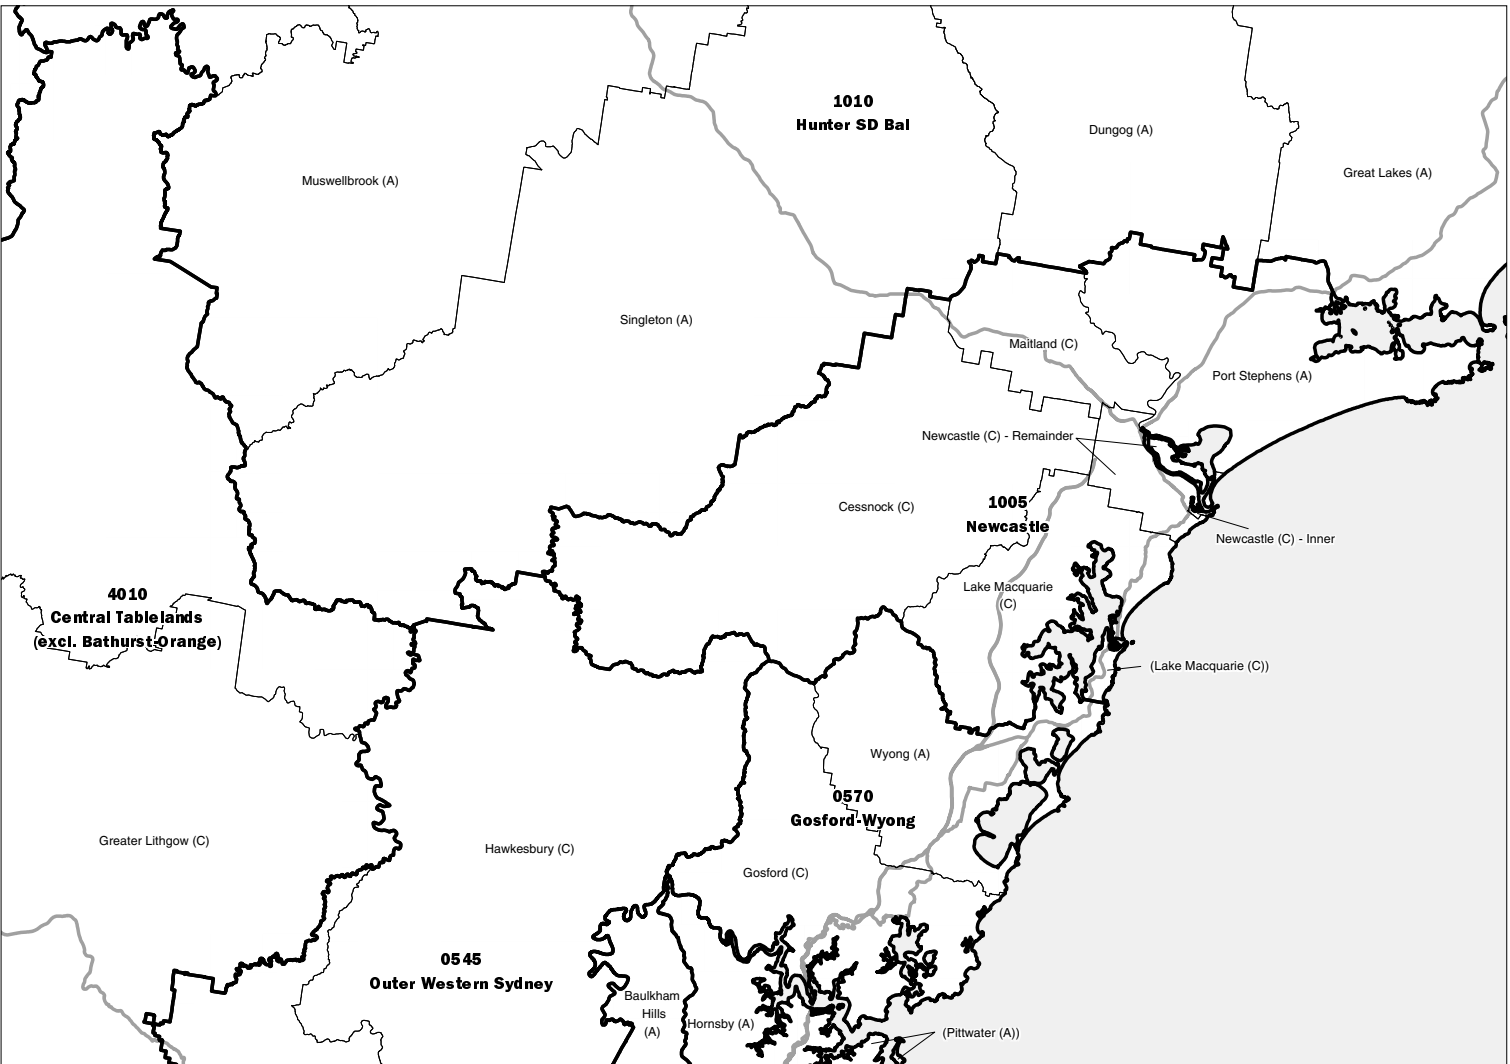 1010
Hunter SD Bal
Dungog (A)
Great Lakes (A)
Muswellbrook (A)
Singleton (A)
Maitland (C)
Port Stephens (A)
Newcastle (C) - Remainder
Cessnock (C)
1005
Newcastle
Newcastle (C) - Inner
4010
Central Tablelands
(excl. Bathurst-Orange)
Lake Macquarie
(C)
(Lake Macquarie (C))
Wyong (A)
0570
Gosford-Wyong
Greater Lithgow (C)
Hawkesbury (C)
Gosford (C)
0545
Outer Western Sydney
Baulkham
Hills
(A)
Hornsby (A)
(Pittwater (A))